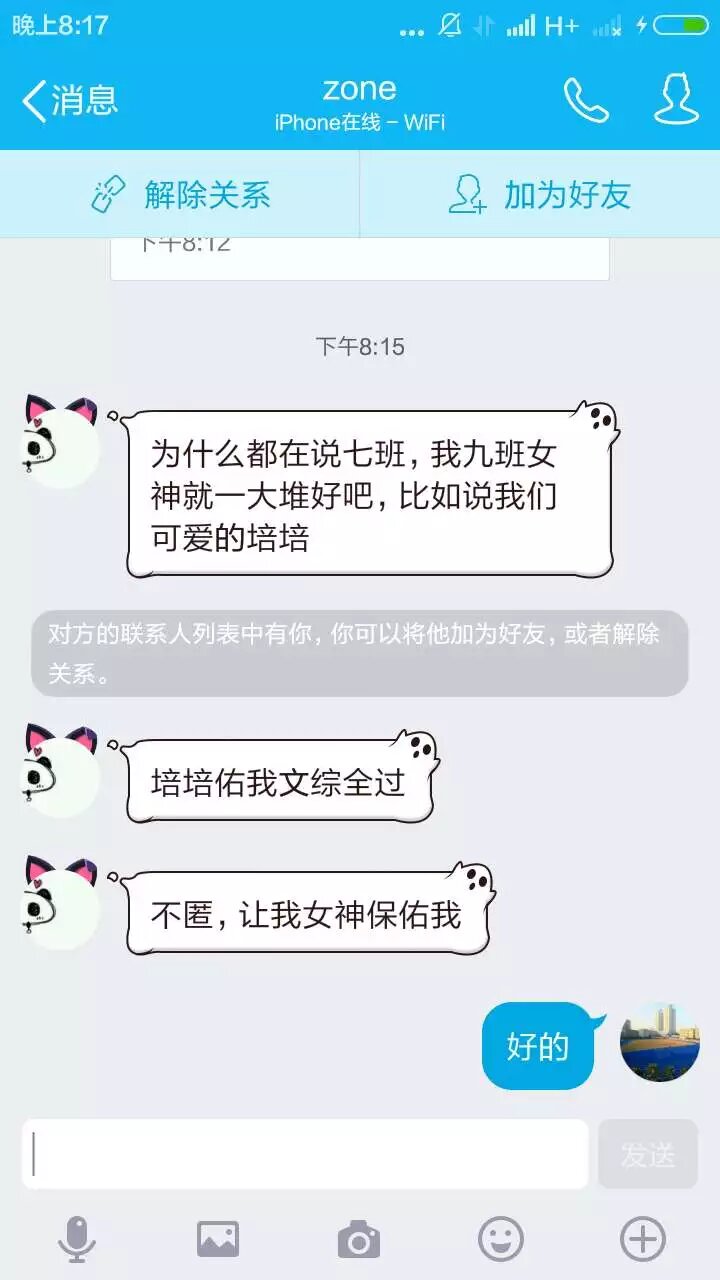 晚上8:17
H+
消息
zone
iPhone在线 - WiFi
解除关系
加为好友
下午8:12
下午8:15
为什么都在说七班，我九班女
神就一大堆好吧，比如说我们
可爱的培培
对方的联系人列表中有你，你可以将他加为好友，或者解除
关系。
培培佑我文综全过
不匿，让我女神保佑我
好的
发送